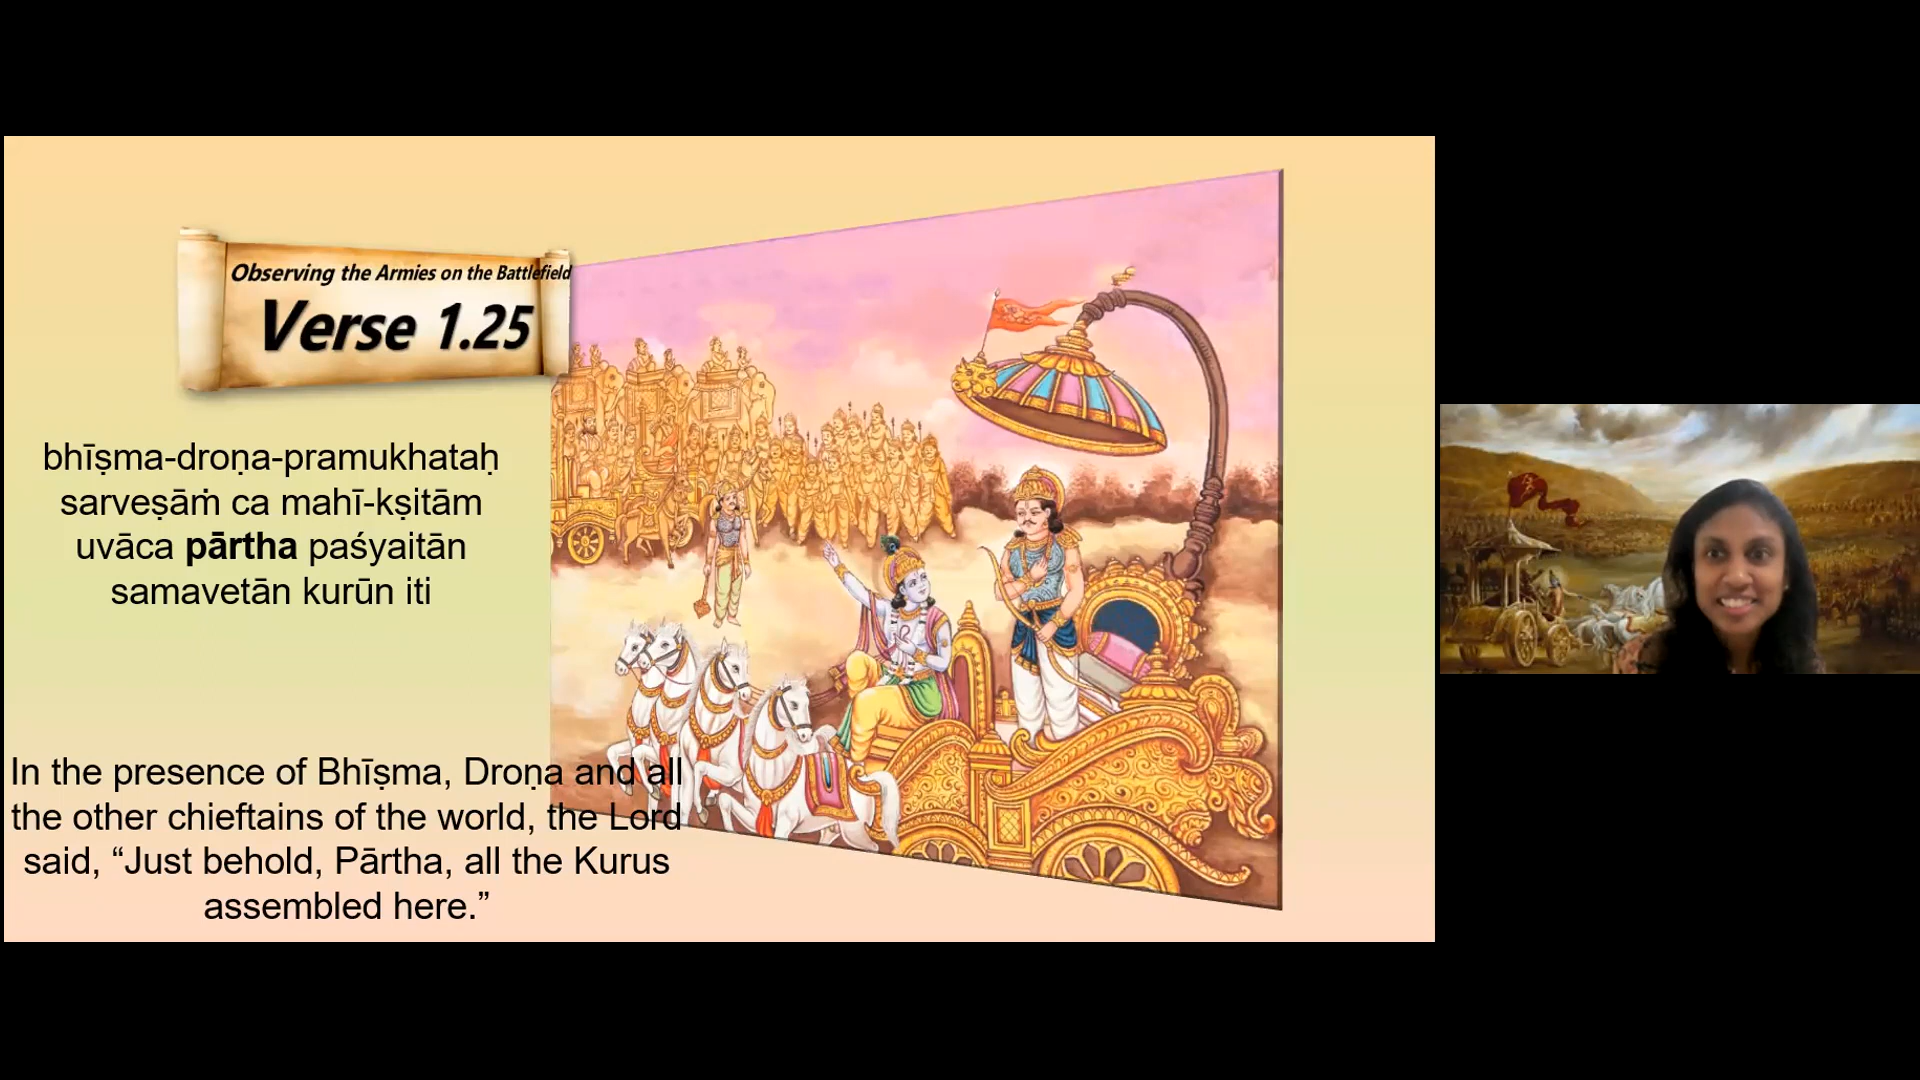 Observing the Armies on the Battlefield
Verse 1.25
bhīṣma-droṇa-pramukhataḥ
sarveṣāṁ ca mahī-kṣitām
uvāca pārtha paśyaitān
samavetān kurūn iti
In the presence of Bhīṣma, Droṇa and all
the other chieftains of the world, the Lord
said, “Just behold, Pārtha, all the Kurus
assembled here.”